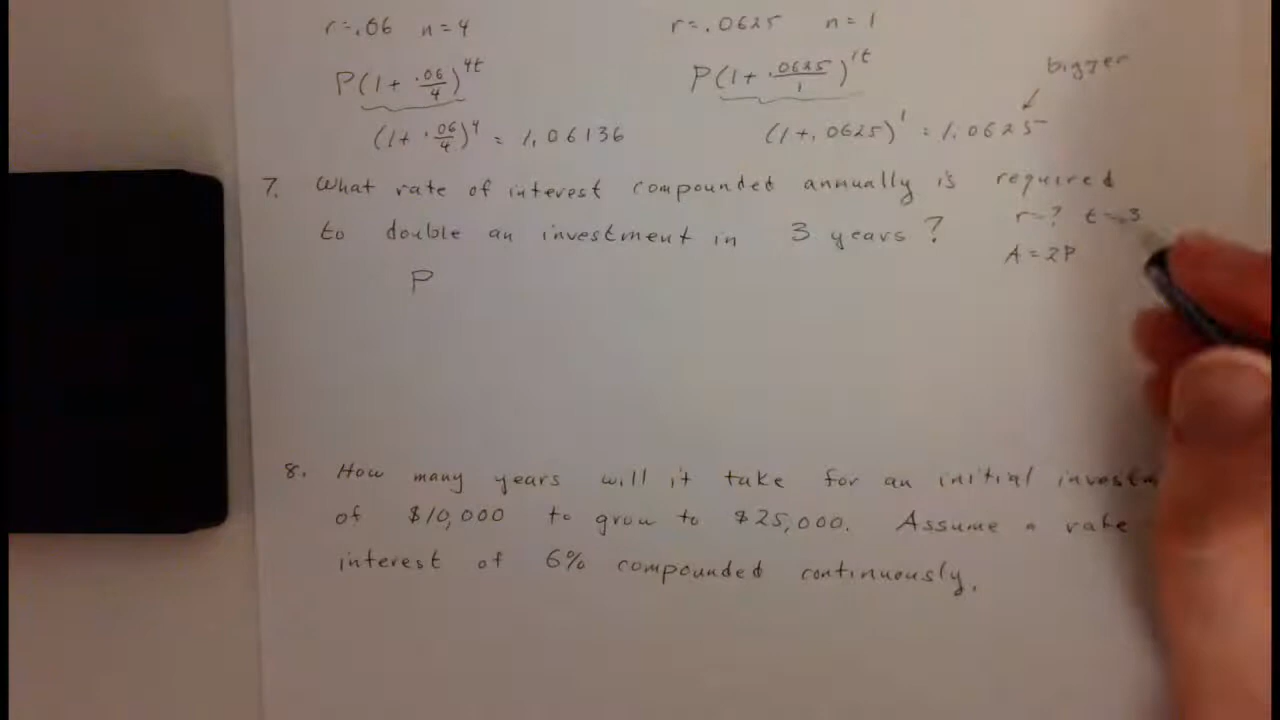 r=.06 n=4 r=.0625 n=1
P(1+.06/4)^4t P(1+.0625/1)^1t bigger
(1+.06/4)^4 = 1.06136 (1+.0625)^1 = 1.0625
7. What rate of interest compounded annually is required
to double an investment in 3 years? r=? t=3
P A=2P
8. How many years will it take for an initial
of $10,000 to grow to $25,000. Assume a rate
interest of 6% compounded continuously.